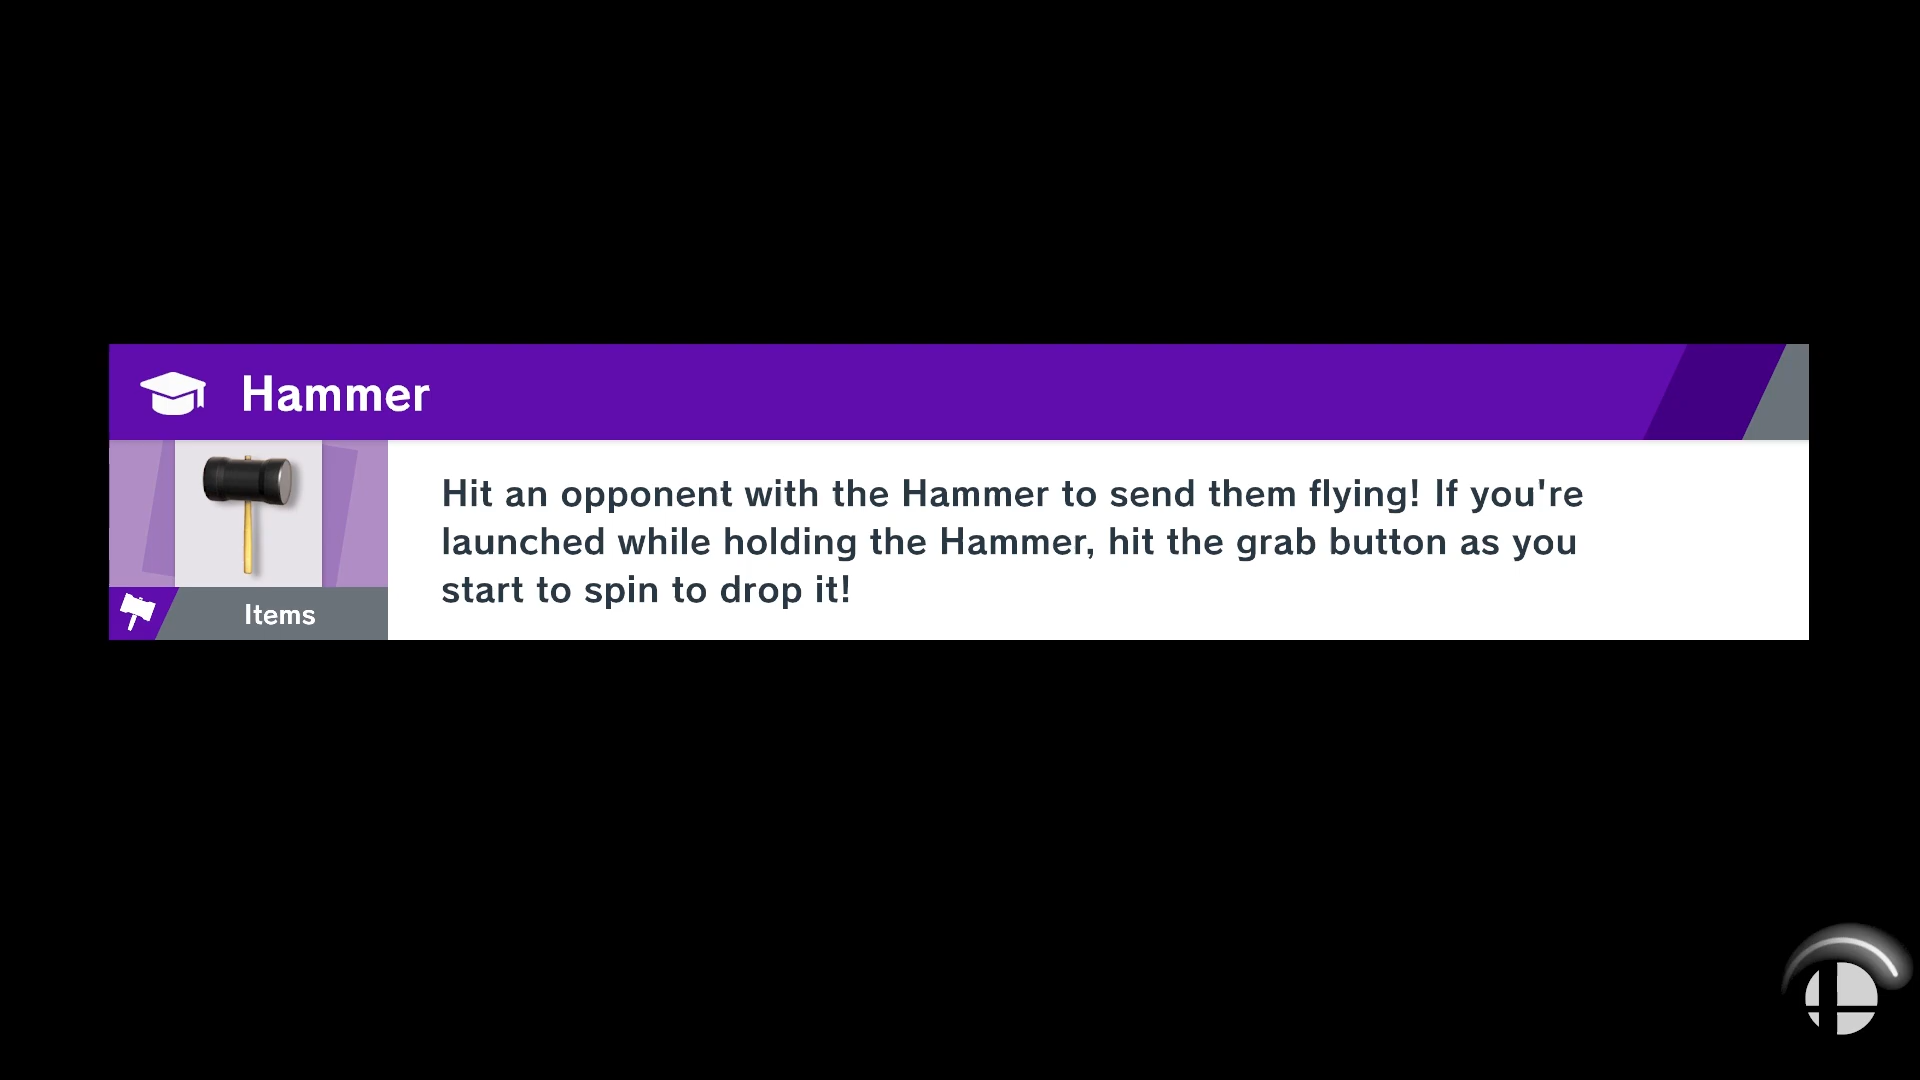 Hammer
Hit an opponent with the Hammer to send them flying! If you're
launched while holding the Hammer, hit the grab button as you
start to spin to drop it!
Items